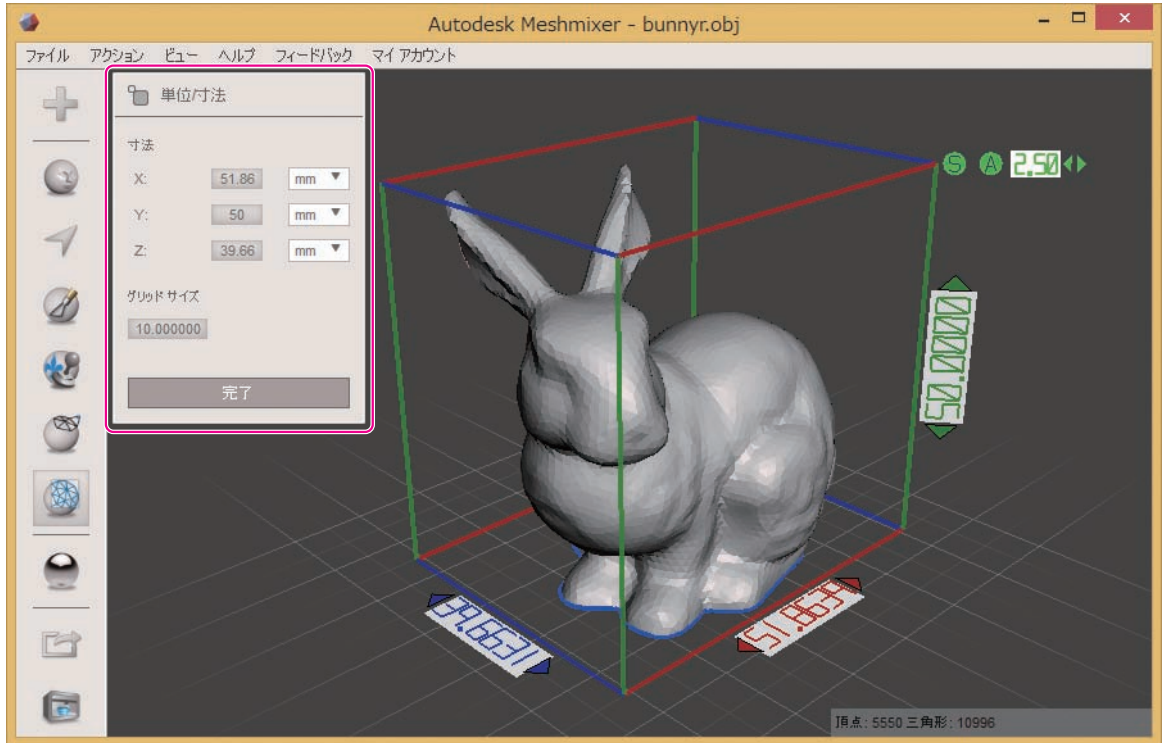 Autodesk Meshmixer - bunnyr.obj
ファイル アクション ビュー ヘルプ フィードバック マイ アカウント
単位/寸法
寸法
X: 51.86 mm
Y: 50 mm
Z: 39.66 mm
グリッド サイズ
10.000000
完了
S A 2.50
50.0000
39.6631
51.8634
頂点: 5550 三角形: 10996